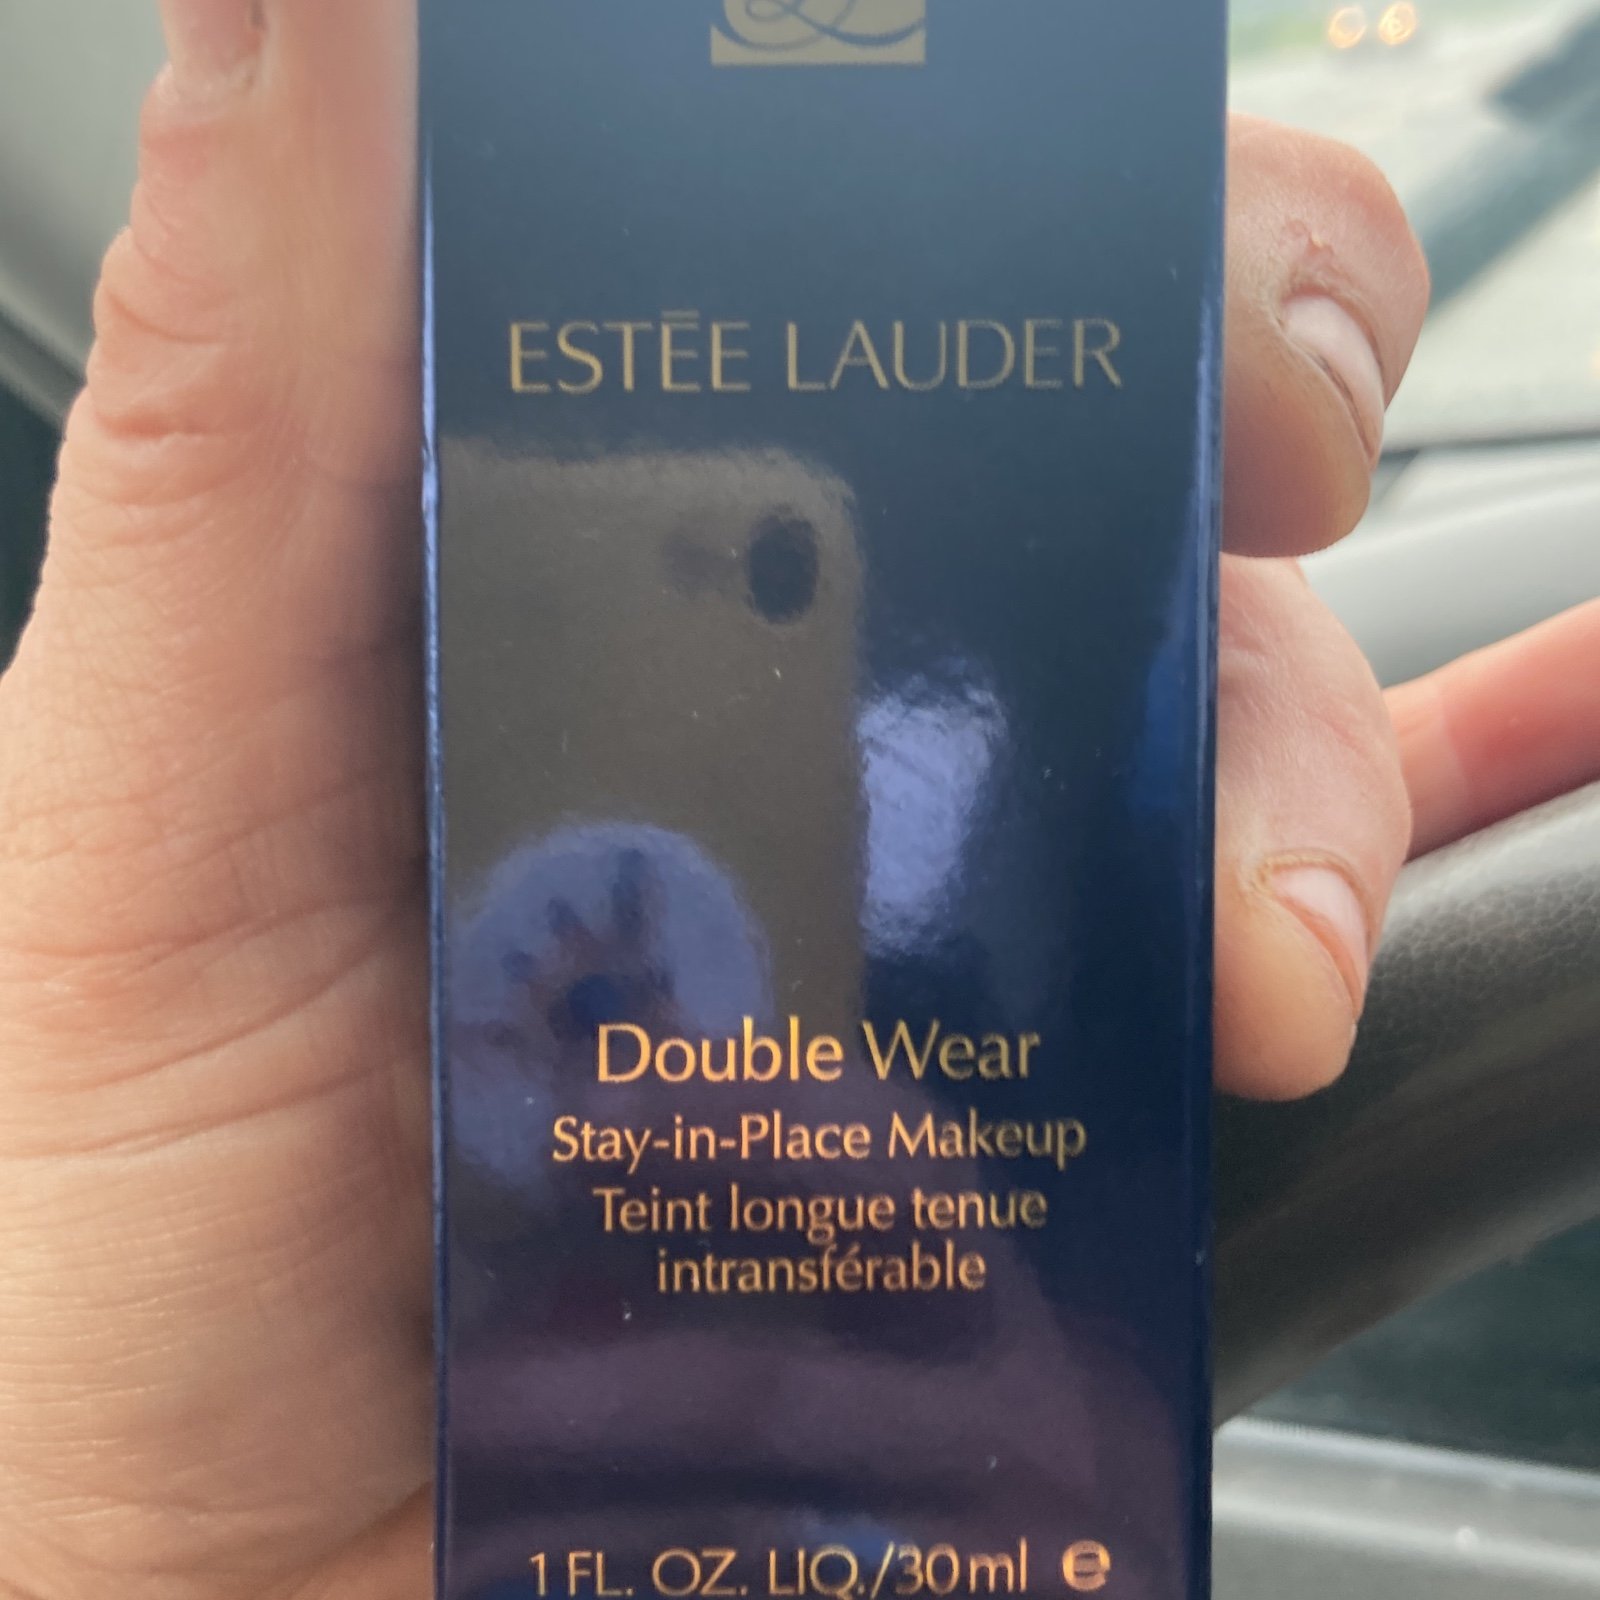 ESTĒE LAUDER
Double Wear
Stay-in-Place Makeup
Teint longue tenue
intransférable
1 FL. OZ. LIQ./30ml ℮